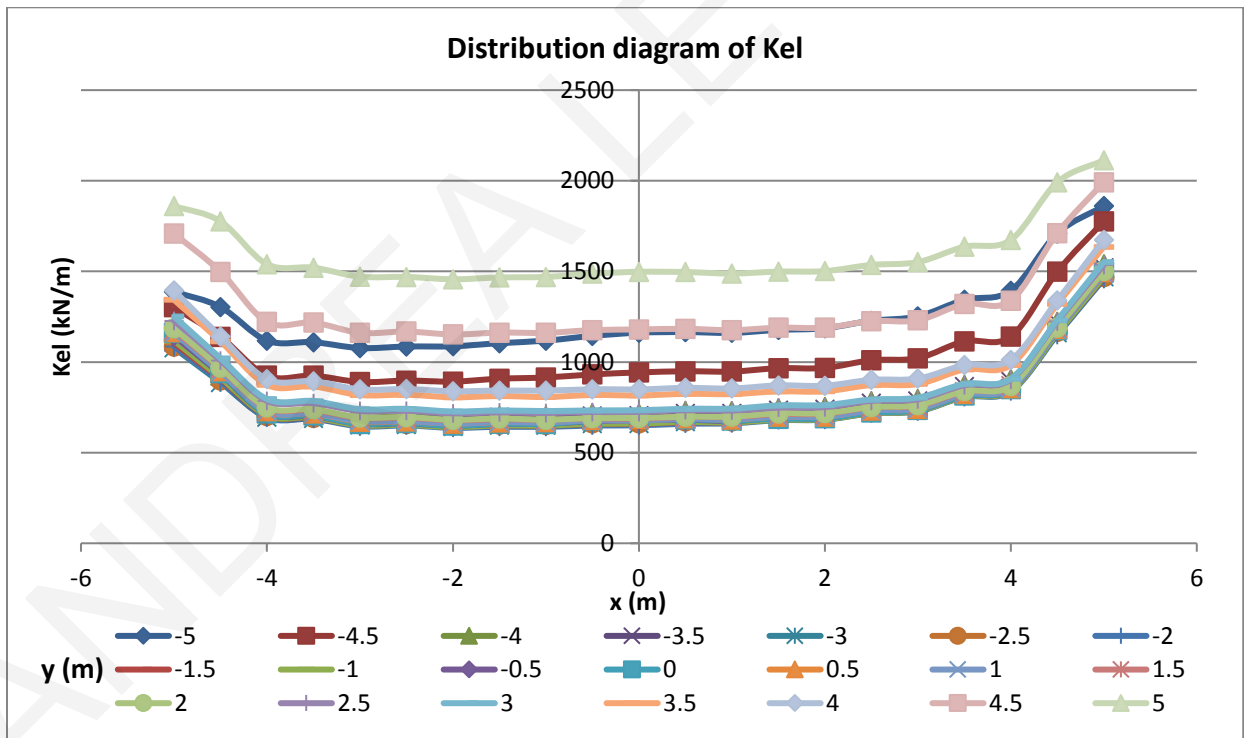 Distribution diagram of Kel
2500
2000
1500
1000
500
0
Kel (kN/m)
-6 -4 -2 0 2 4 6
x (m)
y (m)
-5 -4.5 -4 -3.5 -3 -2.5 -2
-1.5 -1 -0.5 0 0.5 1 1.5
2 2.5 3 3.5 4 4.5 5
ANDREA LE